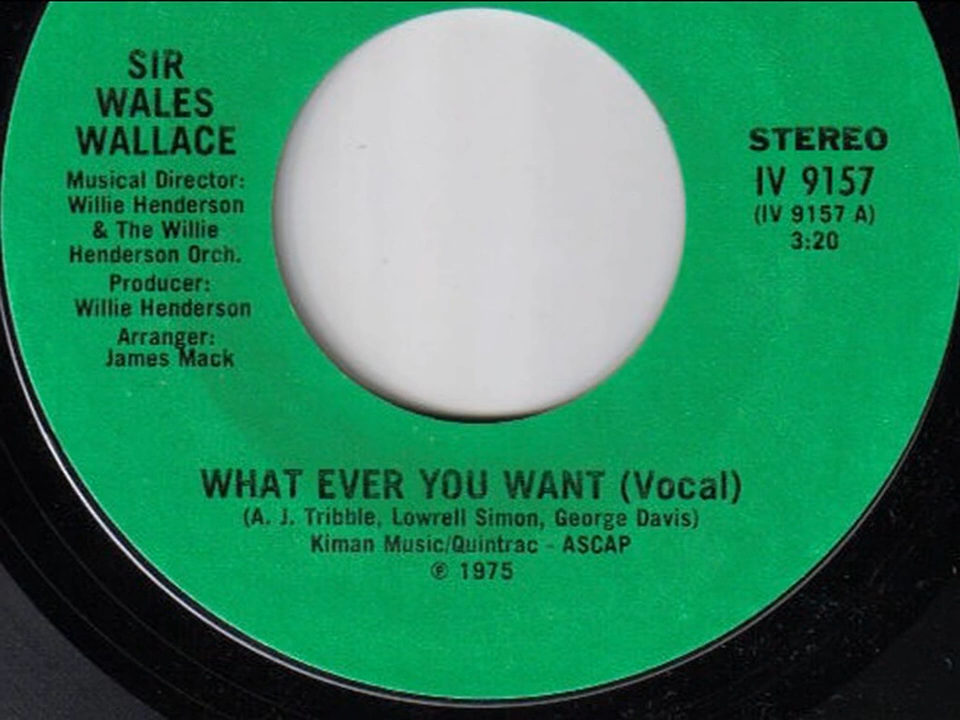 SIR
WALES
WALLACE
Musical Director:
Willie Henderson
& The Willie
Henderson Orch.
Producer:
Willie Henderson
Arranger:
James Mack
STEREO
IV 9157
(IV 9157 A)
3:20
WHAT EVER YOU WANT (Vocal)
(A. J. Tribble, Lowrell Simon, George Davis)
Kiman Music/Quintrac - ASCAP
℗ 1975